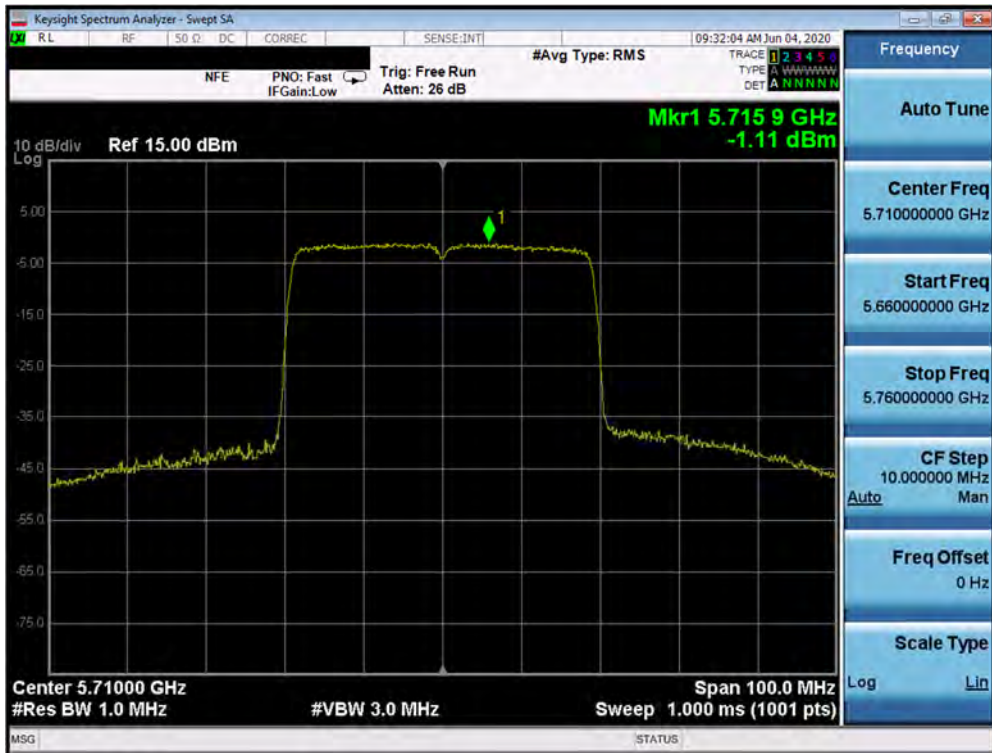 Keysight Spectrum Analyzer - Swept SA
LXI RL RF 50 Ω DC CORREC SENSE:INT 09:32:04 AM Jun 04, 2020
NFE PNO: Fast Trig: Free Run #Avg Type: RMS TRACE 1 2 3 4 5 6
IFGain:Low Atten: 26 dB TYPE A WWWWW
DET A N N N N N
Mkr1 5.715 9 GHz
-1.11 dBm
10 dB/div Ref 15.00 dBm
Log
1
5.00
-5.00
-15.0
-25.0
-35.0
-45.0
-55.0
-65.0
-75.0
Center 5.71000 GHz Span 100.0 MHz
#Res BW 1.0 MHz #VBW 3.0 MHz Sweep 1.000 ms (1001 pts)
MSG STATUS
Frequency
Auto Tune
Center Freq
5.710000000 GHz
Start Freq
5.660000000 GHz
Stop Freq
5.760000000 GHz
CF Step
10.000000 MHz
Auto Man
Freq Offset
0 Hz
Scale Type
Log Lin